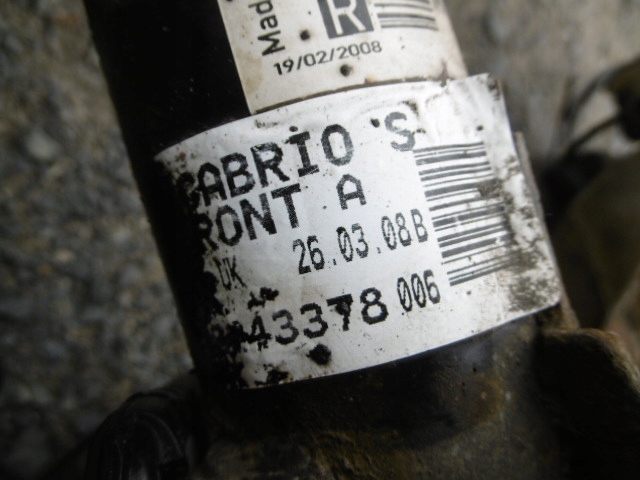 Mad
R
19/02/2008
CABRIO'S
RONT A
UK 26.03.08B
43378 006